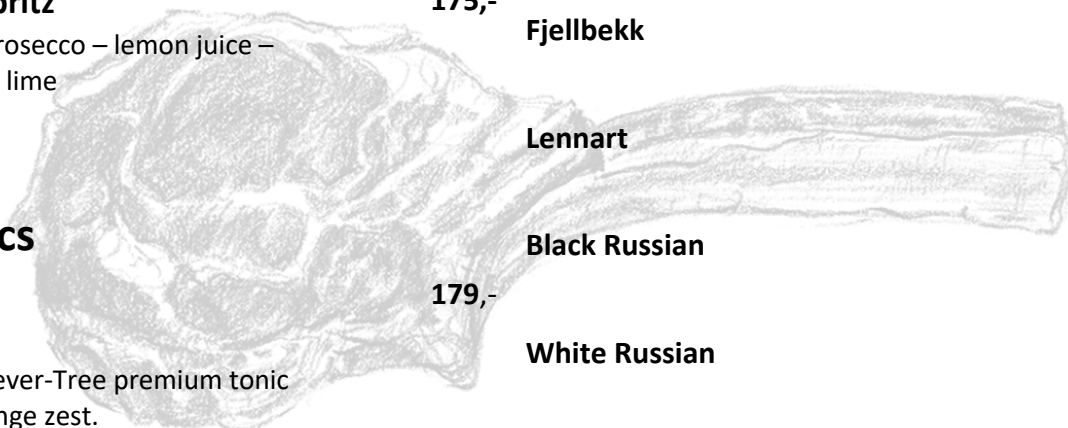 pritz 175,-
rosecco – lemon juice –
lime
cs
179,-
ever-Tree premium tonic
nge zest.
Fjellbekk
Lennart
Black Russian
White Russian